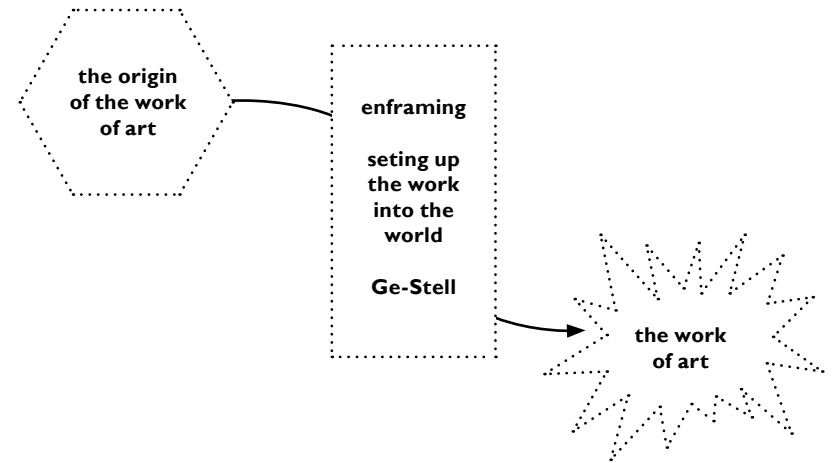 the origin
of the work
of art
enframing
seting up
the work
into the
world
Ge-Stell
the work
of art